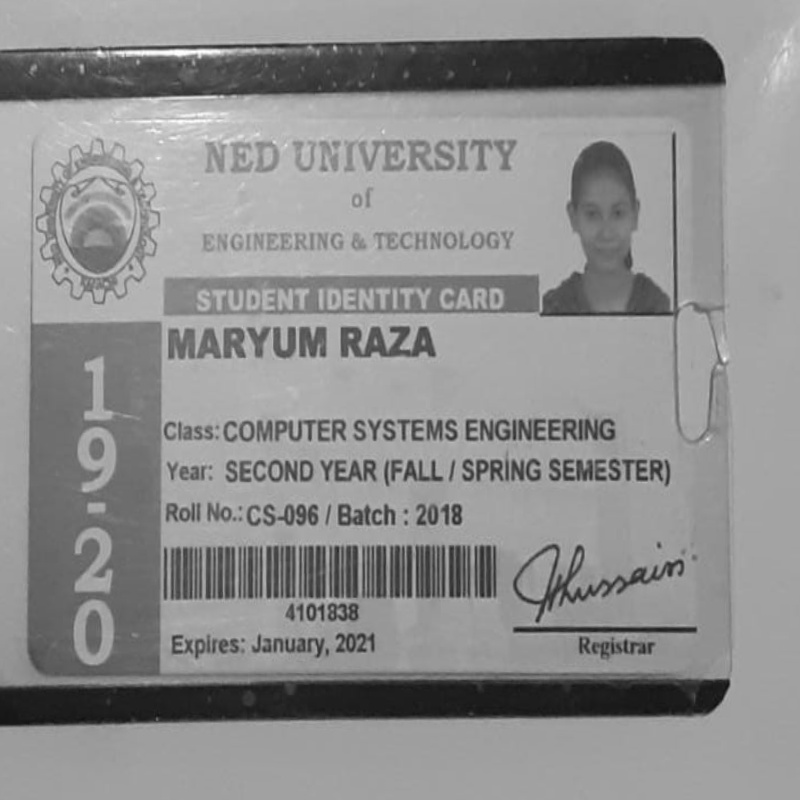 NED UNIVERSITY
of
ENGINEERING & TECHNOLOGY
STUDENT IDENTITY CARD
MARYUM RAZA
19-20
Class: COMPUTER SYSTEMS ENGINEERING
Year: SECOND YEAR (FALL / SPRING SEMESTER)
Roll No.: CS-096 / Batch : 2018
4101838
Expires: January, 2021
Hussain
Registrar